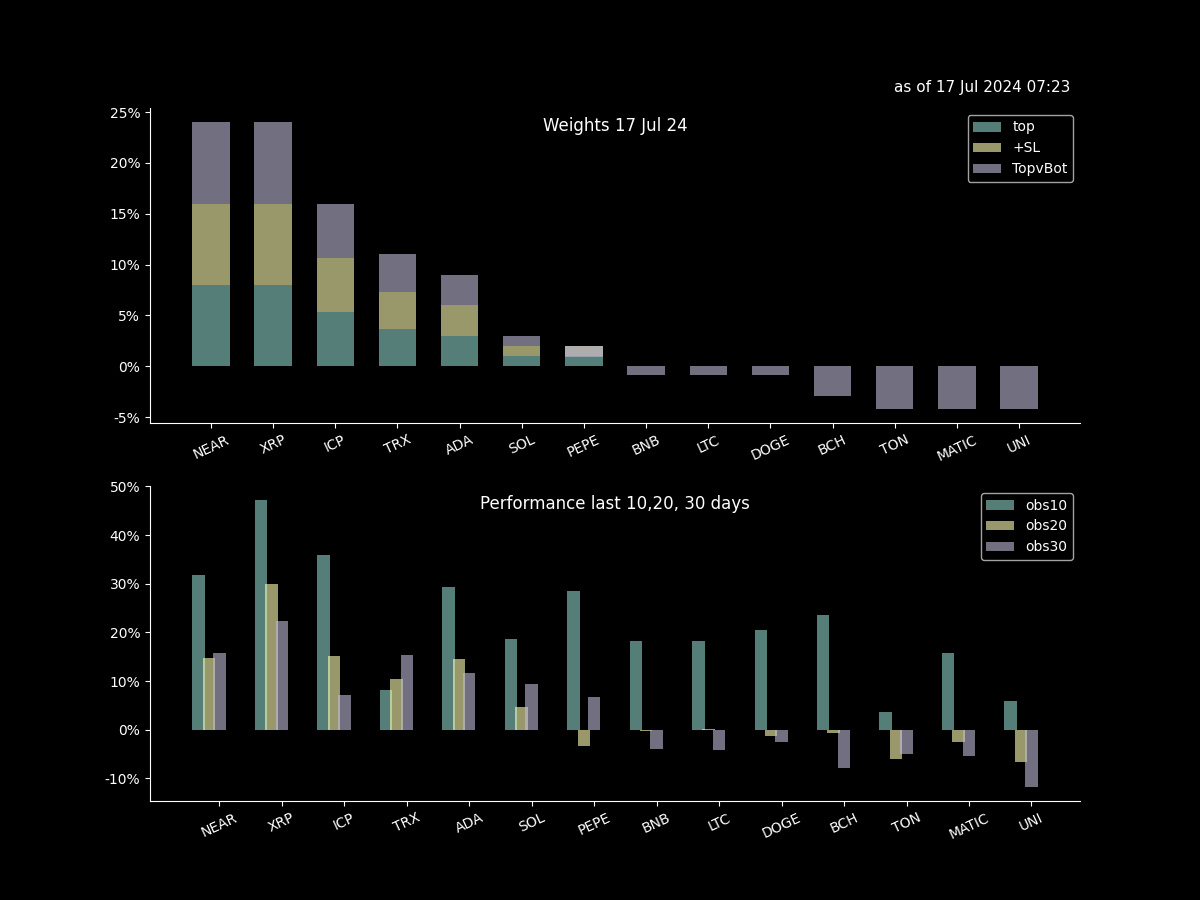 as of 17 Jul 2024 07:23
Weights 17 Jul 24
top
+SL
TopvBot
25%
20%
15%
10%
5%
0%
-5%
NEAR XRP ICP TRX ADA SOL PEPE BNB LTC DOGE BCH TON MATIC UNI
Performance last 10,20, 30 days
obs10
obs20
obs30
50%
40%
30%
20%
10%
0%
-10%
NEAR XRP ICP TRX ADA SOL PEPE BNB LTC DOGE BCH TON MATIC UNI